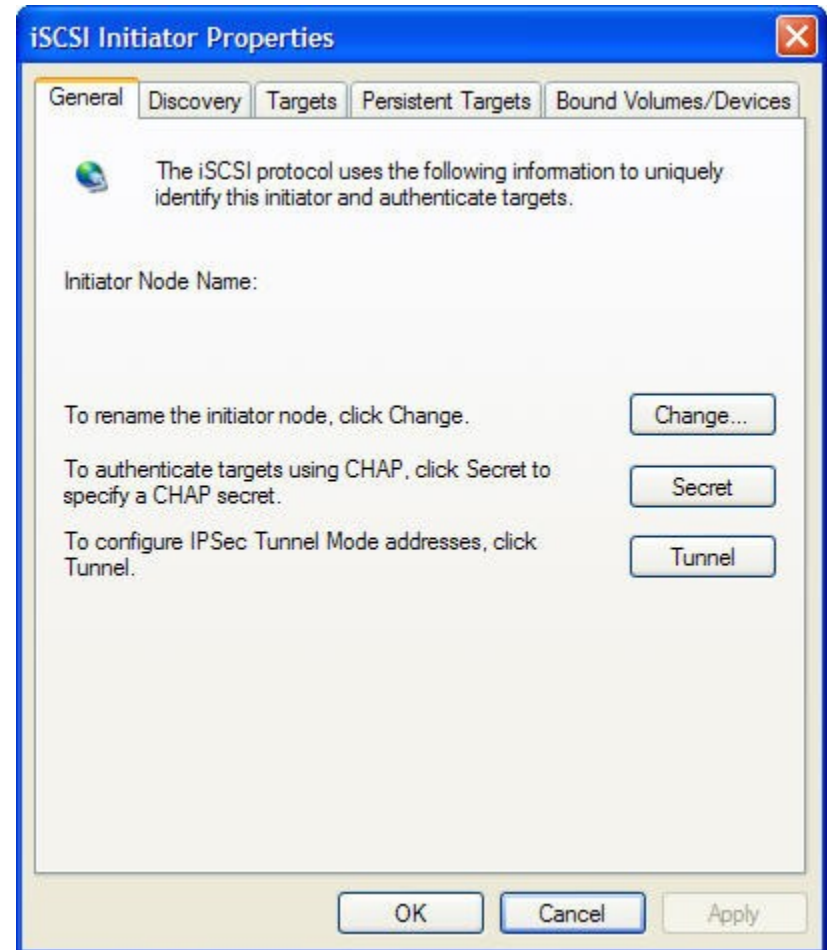 iSCSI Initiator Properties
General Discovery Targets Persistent Targets Bound Volumes/Devices
The iSCSI protocol uses the following information to uniquely
identify this initiator and authenticate targets.
Initiator Node Name:
To rename the initiator node, click Change.
Change...
To authenticate targets using CHAP, click Secret to
specify a CHAP secret.
Secret
To configure IPSec Tunnel Mode addresses, click
Tunnel.
Tunnel
OK Cancel Apply